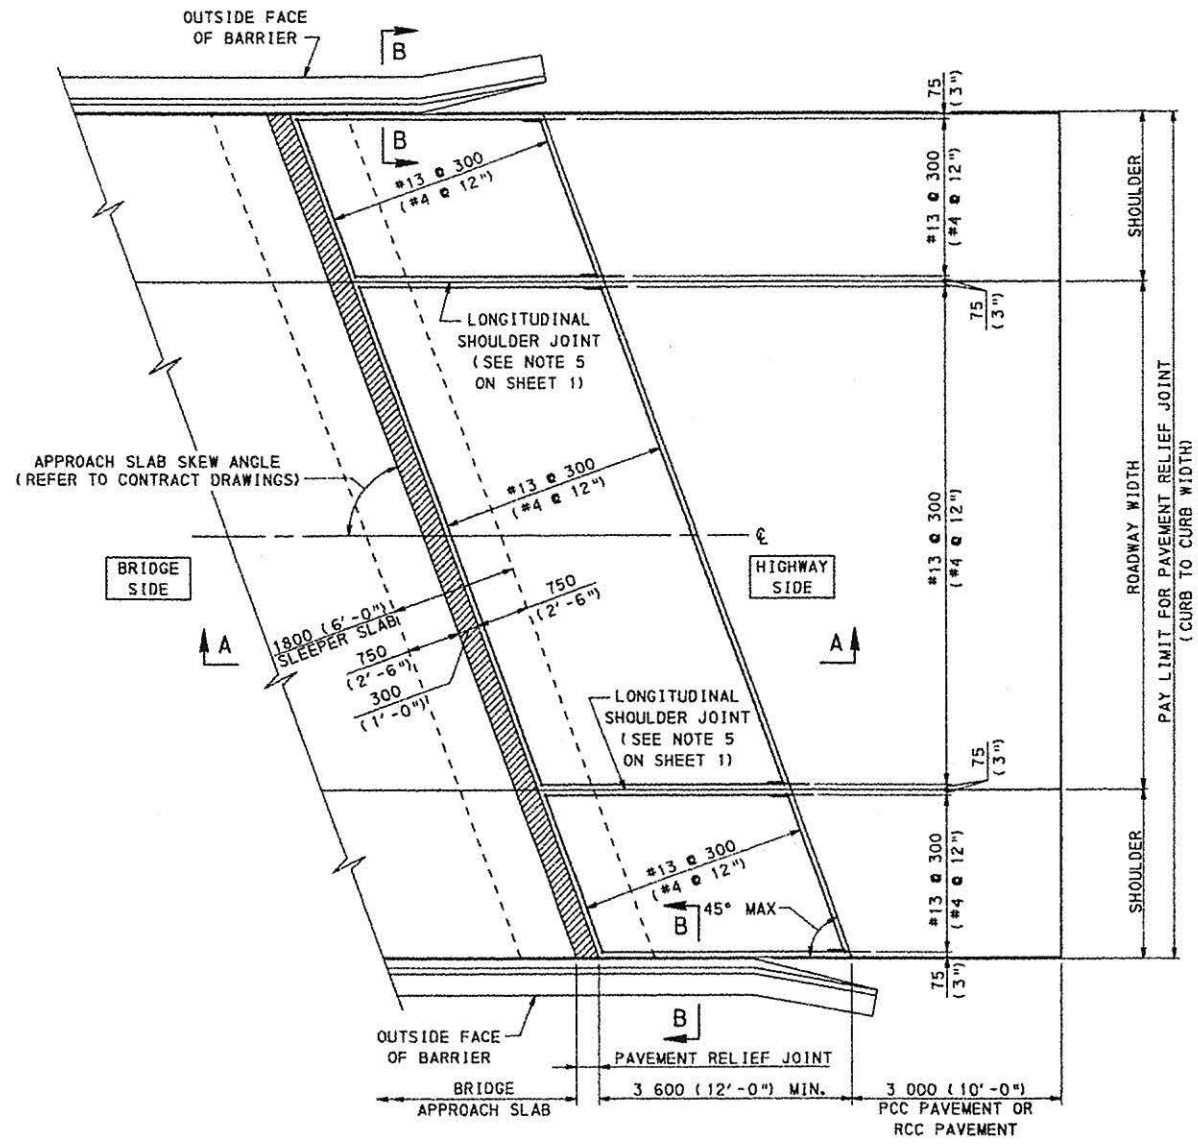 OUTSIDE FACE
OF BARRIER
B
B
75
(3")
#13 @ 300
(#4 @ 12")
#13 @ 300
(#4 @ 12")
SHOULDER
75
(3")
LONGITUDINAL
SHOULDER JOINT
(SEE NOTE 5
ON SHEET 1)
APPROACH SLAB SKEW ANGLE
(REFER TO CONTRACT DRAWINGS)
#13 @ 300
(#4 @ 12")
#13 @ 300
(#4 @ 12")
ROADWAY WIDTH
PAY LIMIT FOR PAVEMENT RELIEF JOINT
(CURB TO CURB WIDTH)
℄
BRIDGE
SIDE
HIGHWAY
SIDE
750
(2'-6")
1800 (6'-0")
SLEEPER SLAB
A
A
750
(2'-6")
300
(1'-0")
LONGITUDINAL
SHOULDER JOINT
(SEE NOTE 5
ON SHEET 1)
75
(3")
#13 @ 300
(#4 @ 12")
#13 @ 300
(#4 @ 12")
SHOULDER
B
45° MAX
75
(3")
B
OUTSIDE FACE
OF BARRIER
PAVEMENT RELIEF JOINT
BRIDGE
APPROACH SLAB
3 600 (12'-0") MIN.
3 000 (10'-0")
PCC PAVEMENT OR
RCC PAVEMENT